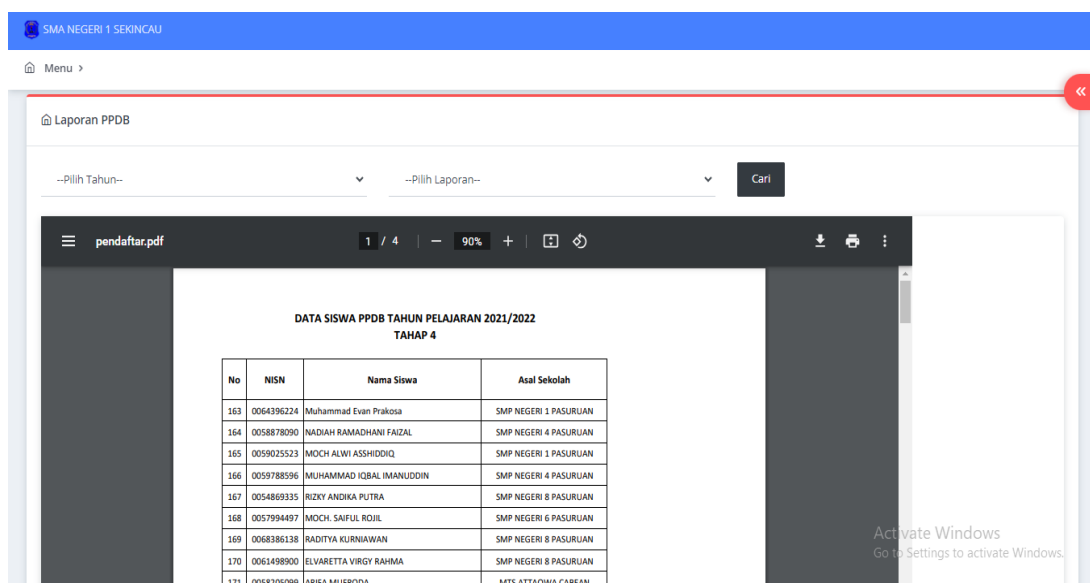 SMA NEGERI 1 SEKINCAU
Menu >
«
Laporan PPDB
--Pilih Tahun--
--Pilih Laporan--
Cari
pendaftar.pdf
1 / 4
90%
DATA SISWA PPDB TAHUN PELAJARAN 2021/2022
TAHAP 4
No NISN Nama Siswa Asal Sekolah
163 0064396224 Muhammad Evan Prakosa SMP NEGERI 1 PASURUAN
164 0058878090 NADIAH RAMADHANI FAIZAL SMP NEGERI 4 PASURUAN
165 0059025523 MOCH ALWI ASSHIDDIQ SMP NEGERI 1 PASURUAN
166 0059788596 MUHAMMAD IQBAL IMANUDDIN SMP NEGERI 4 PASURUAN
167 0054869335 RIZKY ANDIKA PUTRA SMP NEGERI 8 PASURUAN
168 0057994497 MOCH. SAIFUL ROJIL SMP NEGERI 6 PASURUAN
169 0068386138 RADITYA KURNIAWAN SMP NEGERI 8 PASURUAN
170 0061498900 ELVARETTA VIRGY RAHMA SMP NEGERI 8 PASURUAN
171
Activate Windows
Go to Settings to activate Windows.